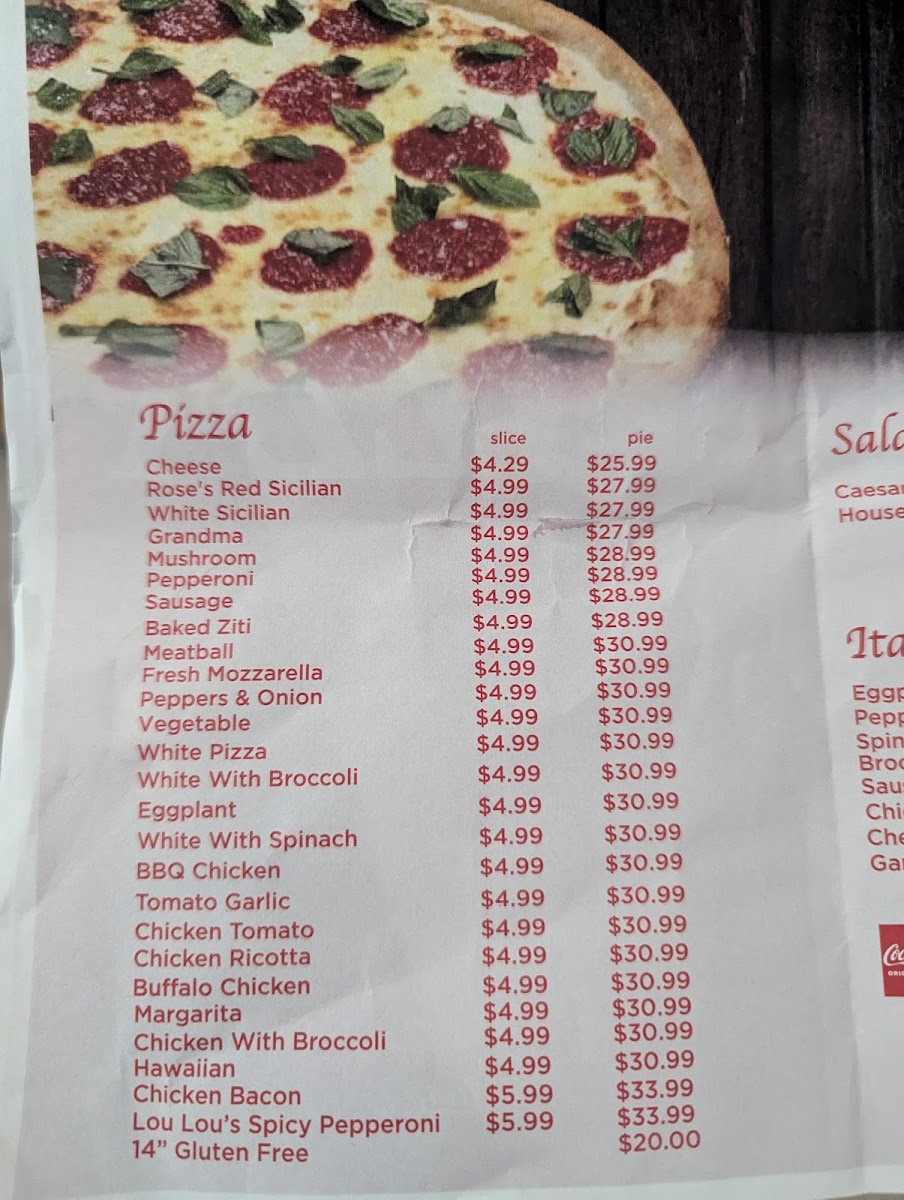 Pizza slice pie
Cheese $4.29 $25.99
Rose's Red Sicilian $4.99 $27.99
White Sicilian $4.99 $27.99
Grandma $4.99 $27.99
Mushroom $4.99 $28.99
Pepperoni $4.99 $28.99
Sausage $4.99 $28.99
Baked Ziti $4.99 $28.99
Meatball $4.99 $30.99
Fresh Mozzarella $4.99 $30.99
Peppers & Onion $4.99 $30.99
Vegetable $4.99 $30.99
White Pizza $4.99 $30.99
White With Broccoli $4.99 $30.99
Eggplant $4.99 $30.99
White With Spinach $4.99 $30.99
BBQ Chicken $4.99 $30.99
Tomato Garlic $4.99 $30.99
Chicken Tomato $4.99 $30.99
Chicken Ricotta $4.99 $30.99
Buffalo Chicken $4.99 $30.99
Margarita $4.99 $30.99
Chicken With Broccoli $4.99 $30.99
Hawaiian $4.99 $30.99
Chicken Bacon $5.99 $33.99
Lou Lou's Spicy Pepperoni $5.99 $33.99
14” Gluten Free $20.00
Caesar
House